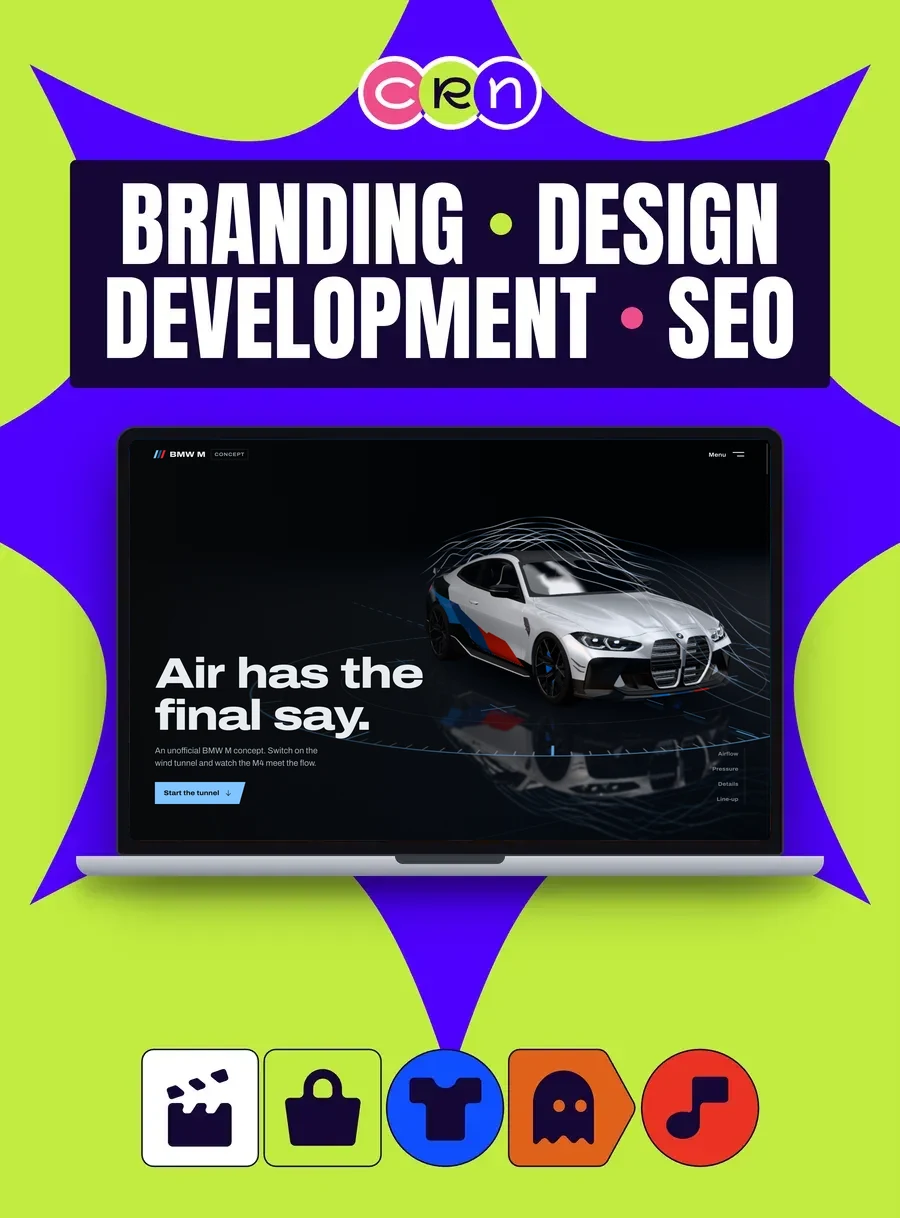 crn
BRANDING • DESIGN
DEVELOPMENT • SEO
BMW M CONCEPT
Menu
Air has the
final say.
An unofficial BMW M concept. Switch on the
wind tunnel and watch the M4 meet the flow.
Start the tunnel ↓
Airflow
Pressure
Details
Line-up